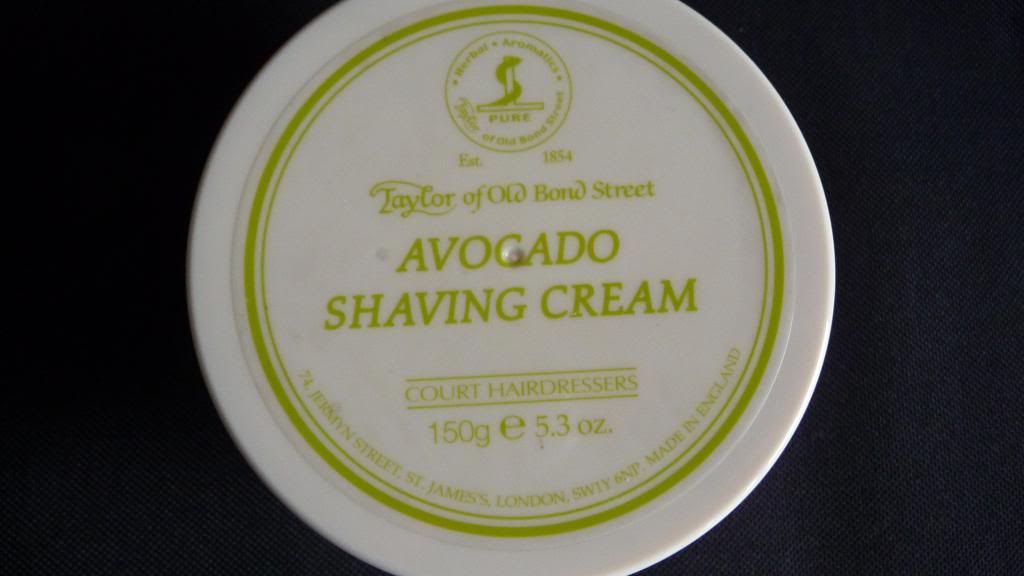 Herbal • Aromatics •
PURE
Taylor of Old Bond Street
Est. 1854
Taylor of Old Bond Street
AVOCADO
SHAVING CREAM
COURT HAIRDRESSERS
150g ℮ 5.3 oz.
74, JERMYN STREET, ST. JAMES'S, LONDON, SW1Y 6NP. MADE IN ENGLAND